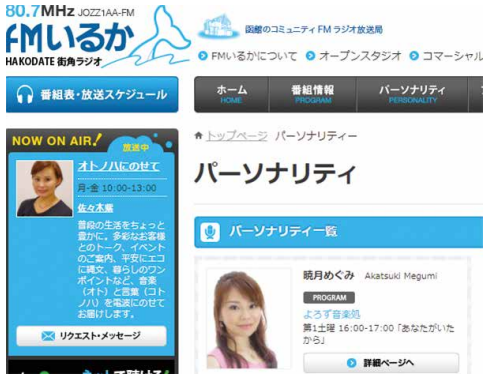 80.7MHz JOZZ1AA-FM
FMいるか
HAKODATE 街角ラジオ
函館のコミュニティ FM ラジオ放送局
FMいるかについて オープンスタジオ コマーシャル
番組表・放送スケジュール
ホーム 番組情報 パーソナリティ
HOME PROGRAM PERSONALITY
NOW ON AIR! 放送中
オトノハにのせて
月-金 10:00-13:00
佐々木葉
普段の生活をちょっと
豊かに。多彩なお客様
とのトーク、イベント
のご案内、平安にエコ
に縄文、暮らしのワン
ポイントなど、音楽
（オト）と言葉（コト
ノハ）を電波にのせて
お届けします。
リクエスト・メッセージ
トップページ パーソナリティー
パーソナリティ
パーソナリティ一覧
暁月めぐみ Akatsuki Megumi
PROGRAM
よろず音楽処
第1土曜 16:00-17:00「あなたがいた
から」
詳細ページへ